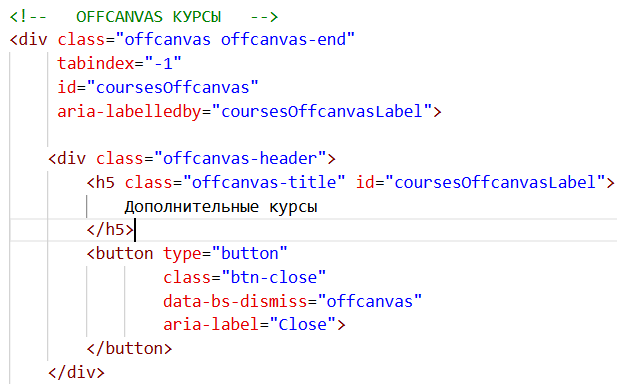 <!--   OFFCANVAS КУРСЫ   -->
<div class="offcanvas offcanvas-end"
     tabindex="-1"
     id="coursesOffcanvas"
     aria-labelledby="coursesOffcanvasLabel">
    <div class="offcanvas-header">
        <h5 class="offcanvas-title" id="coursesOffcanvasLabel">
            Дополнительные курсы
        </h5>
        <button type="button"
                class="btn-close"
                data-bs-dismiss="offcanvas"
                aria-label="Close">
        </button>
    </div>